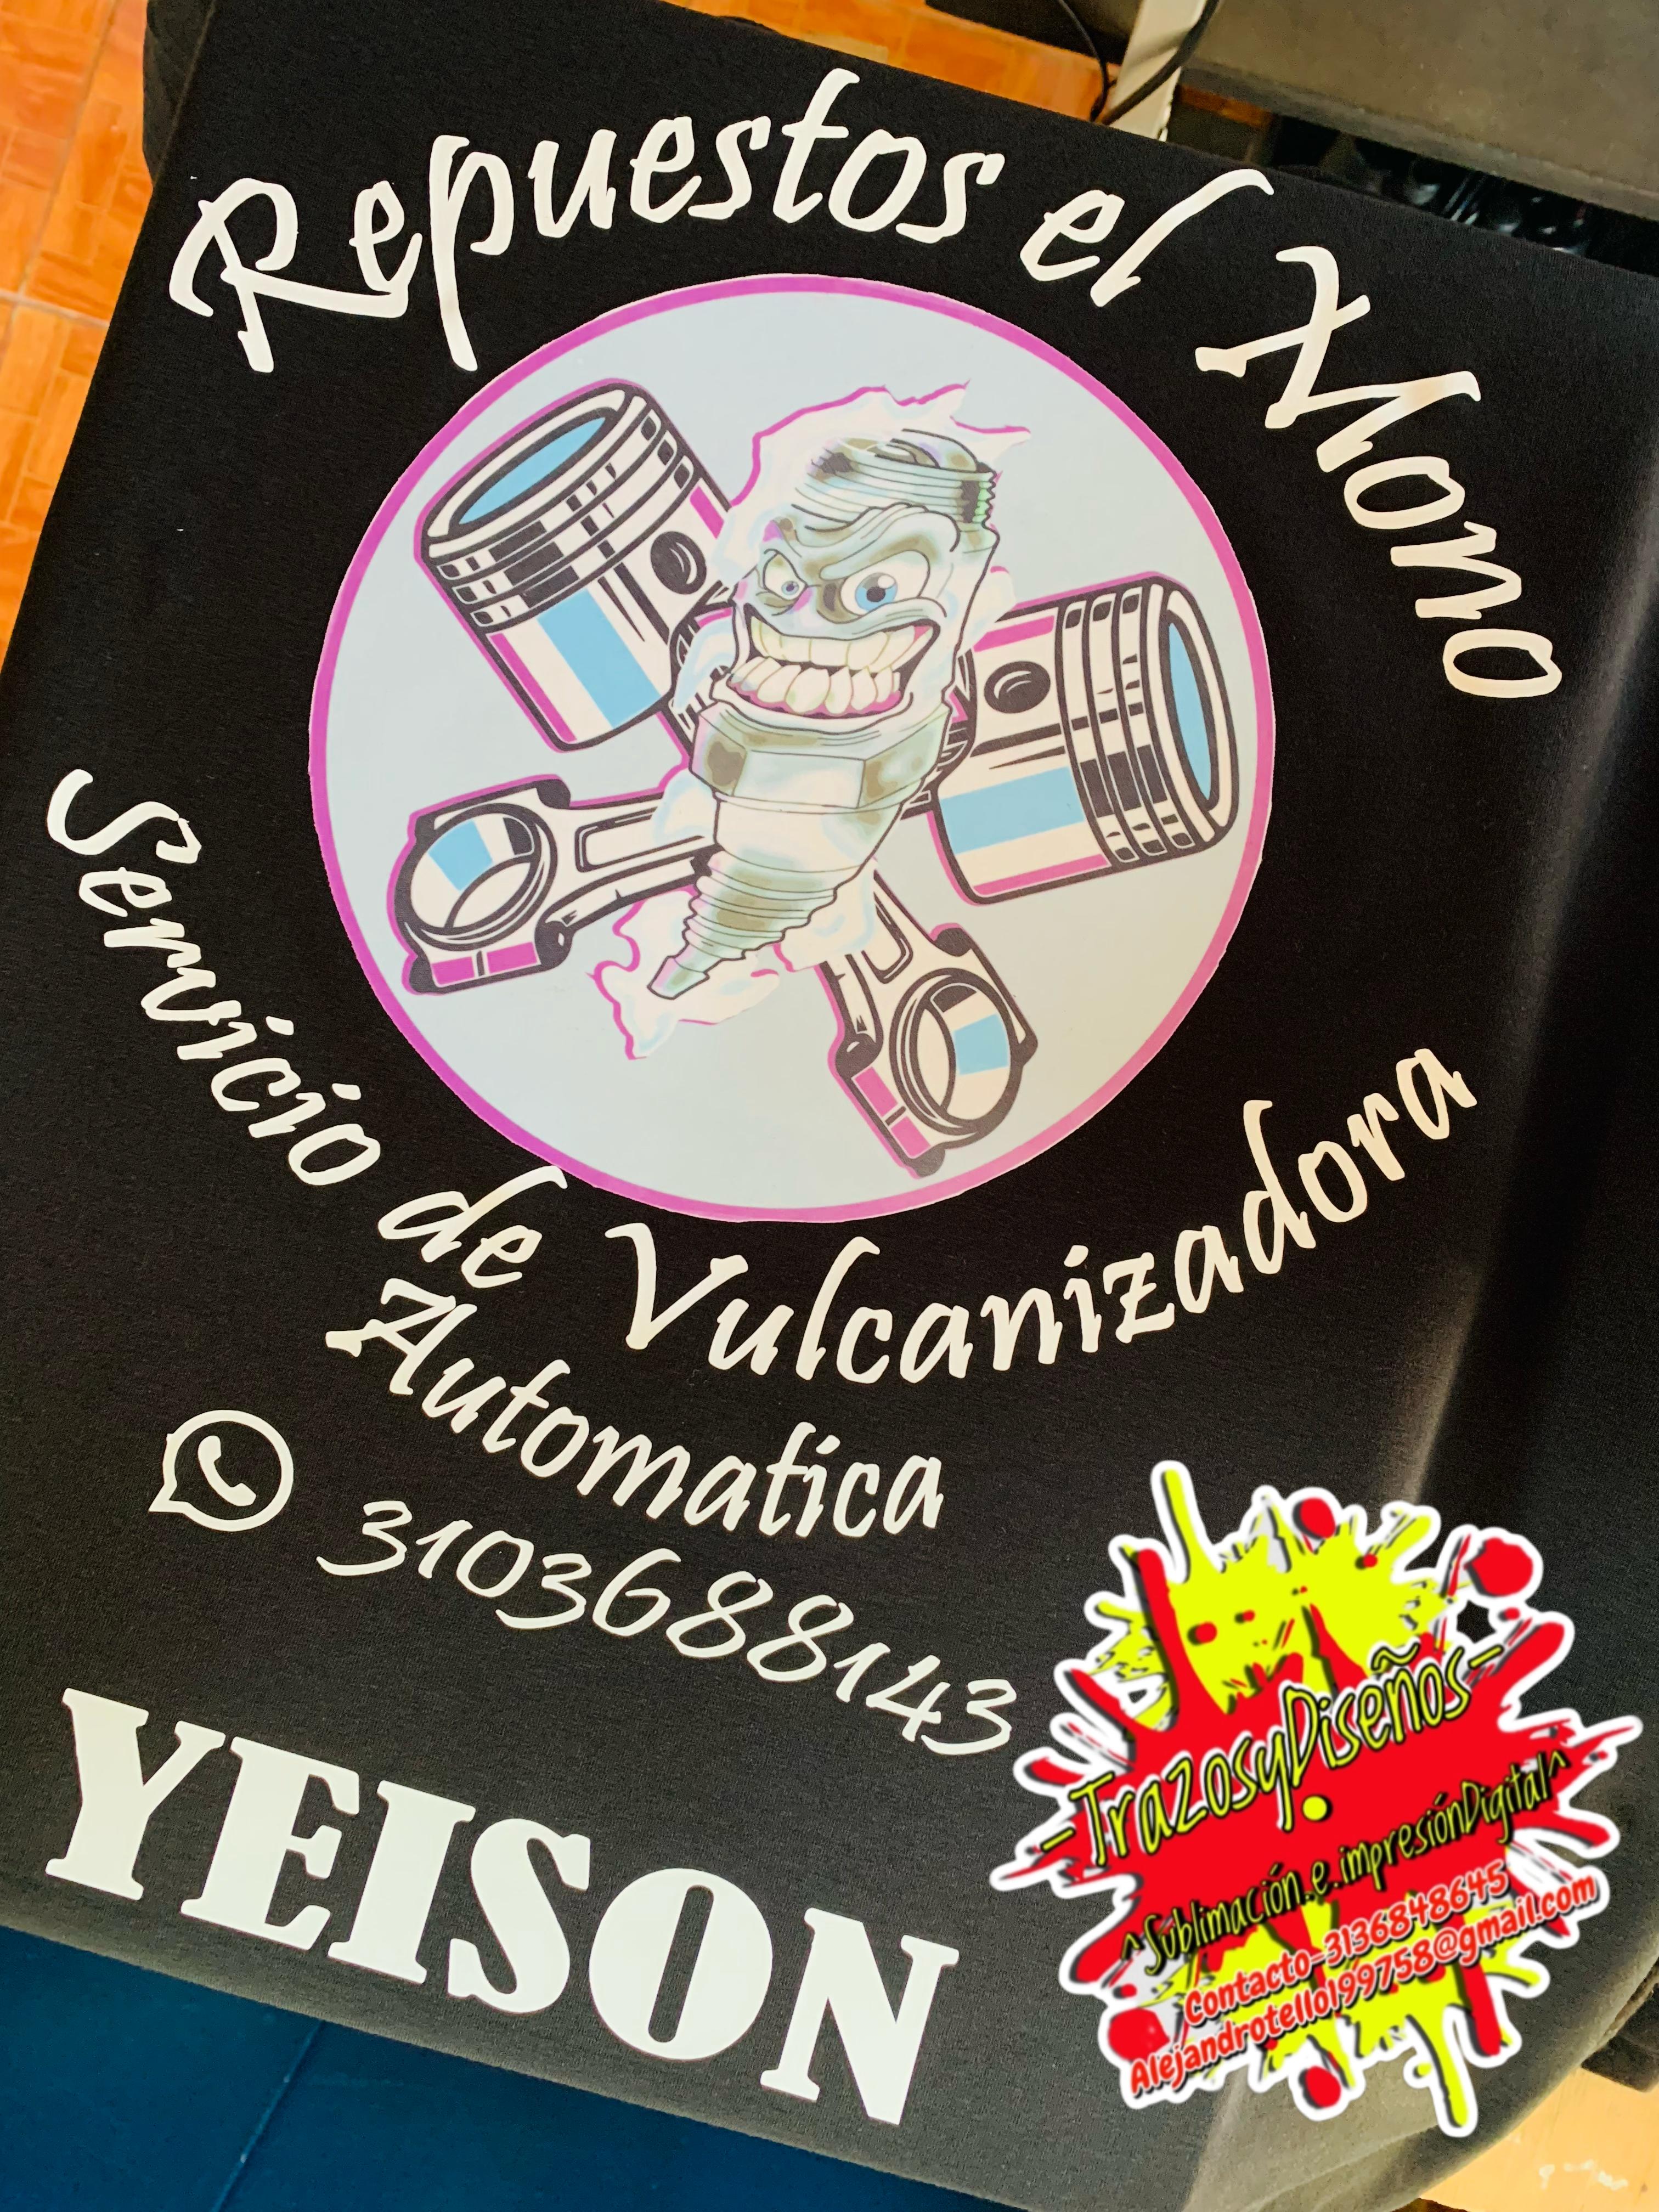 Repuestos el Mono
Servicio de Vulcanizadora
Automatica
3103688143
YEISON
-TrazosyDiseños-
^Sublimación.e.impresiónDigital^
Contacto-3136848645
Alejandrotello199758@gmail.com